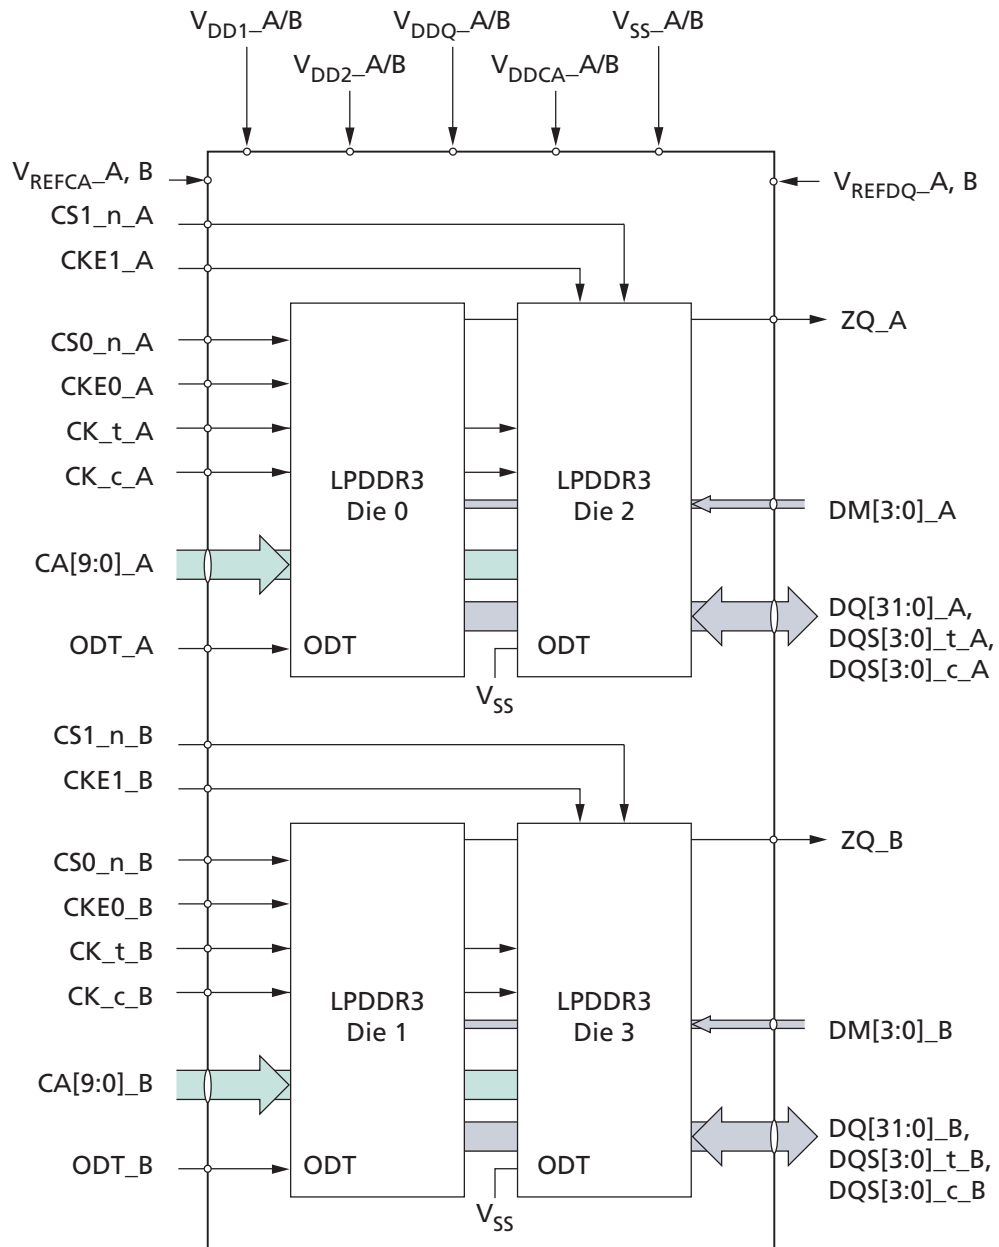 VDD1_A/B
VDDQ_A/B
VSS_A/B
VDD2_A/B
VDDCA_A/B
VREFCA_A, B
VREFDQ_A, B
CS1_n_A
CKE1_A
ZQ_A
CS0_n_A
CKE0_A
CK_t_A
CK_c_A
LPDDR3
Die 0
LPDDR3
Die 2
DM[3:0]_A
CA[9:0]_A
DQ[31:0]_A,
DQS[3:0]_t_A,
DQS[3:0]_c_A
ODT_A
ODT
ODT
VSS
CS1_n_B
CKE1_B
ZQ_B
CS0_n_B
CKE0_B
CK_t_B
CK_c_B
LPDDR3
Die 1
LPDDR3
Die 3
DM[3:0]_B
CA[9:0]_B
DQ[31:0]_B,
DQS[3:0]_t_B,
DQS[3:0]_c_B
ODT_B
ODT
ODT
VSS